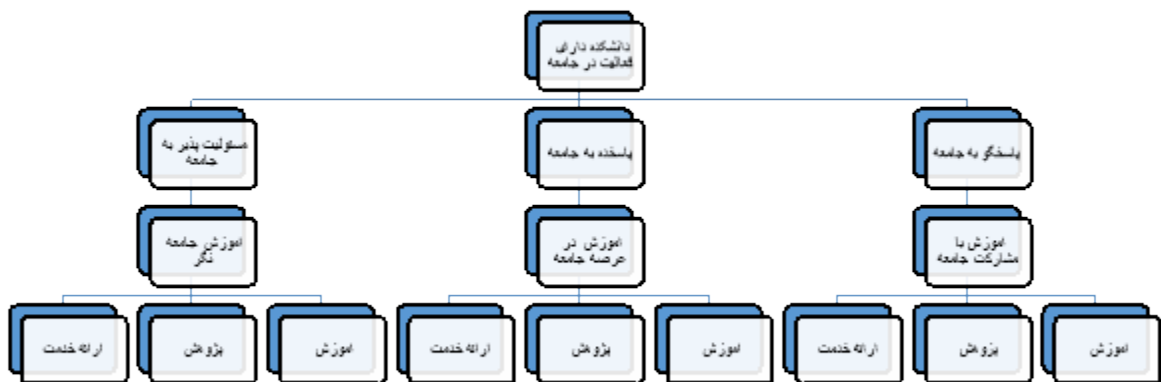 دانشکده دارای
فعالیت در جامعه
پاسخگو به جامعه
پاسخده به جامعه
مسئولیت پذیر به
جامعه
اموزش با
مشارکت جامعه
اموزش در
عرصه جامعه
اموزش جامعه
نگر
اموزش
پژوهش
ارائه خدمت
اموزش
پژوهش
ارائه خدمت
اموزش
پژوهش
ارائه خدمت